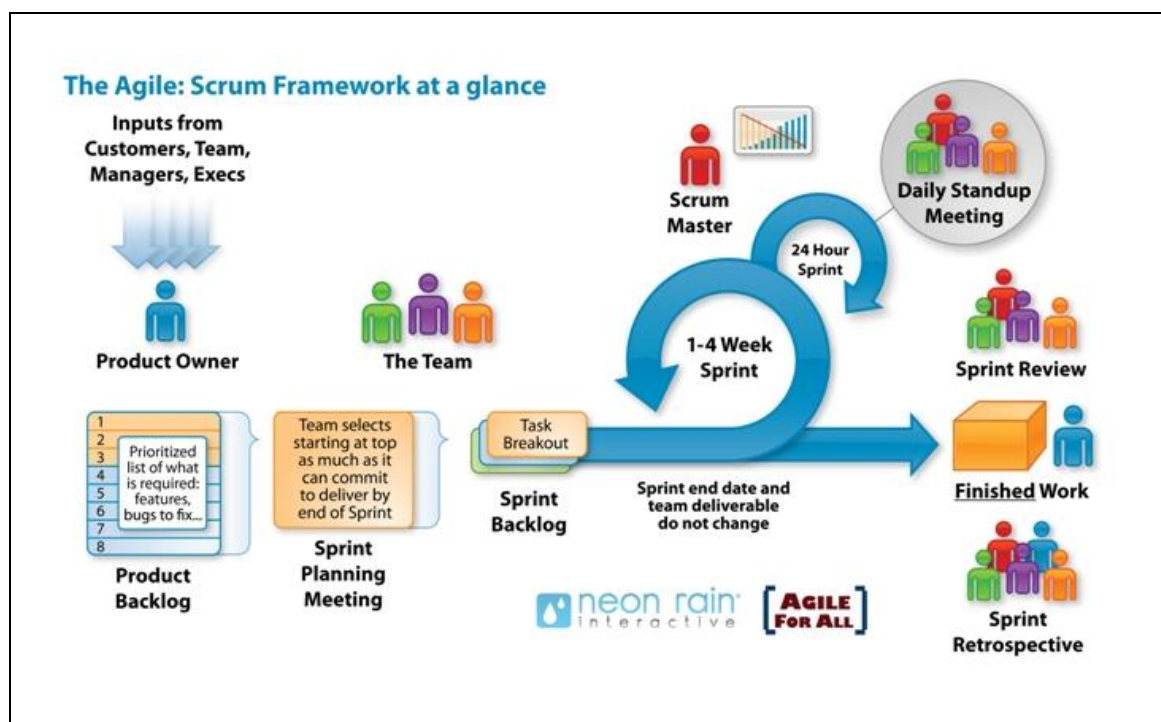 The Agile: Scrum Framework at a glance
Inputs from
Customers, Team,
Managers, Execs
Product Owner
The Team
Scrum
Master
Daily Standup
Meeting
24 Hour
Sprint
1-4 Week
Sprint
Sprint Review
1
2
3
4
5
6
7
8
Prioritized
list of what
is required:
features,
bugs to fix...
Product
Backlog
Team selects
starting at top
as much as it
can commit
to deliver by
end of Sprint
Sprint
Planning
Meeting
Task
Breakout
Sprint
Backlog
Sprint end date and
team deliverable
do not change
Finished Work
Sprint
Retrospective
neon rain
interactive
AGILE
FOR ALL